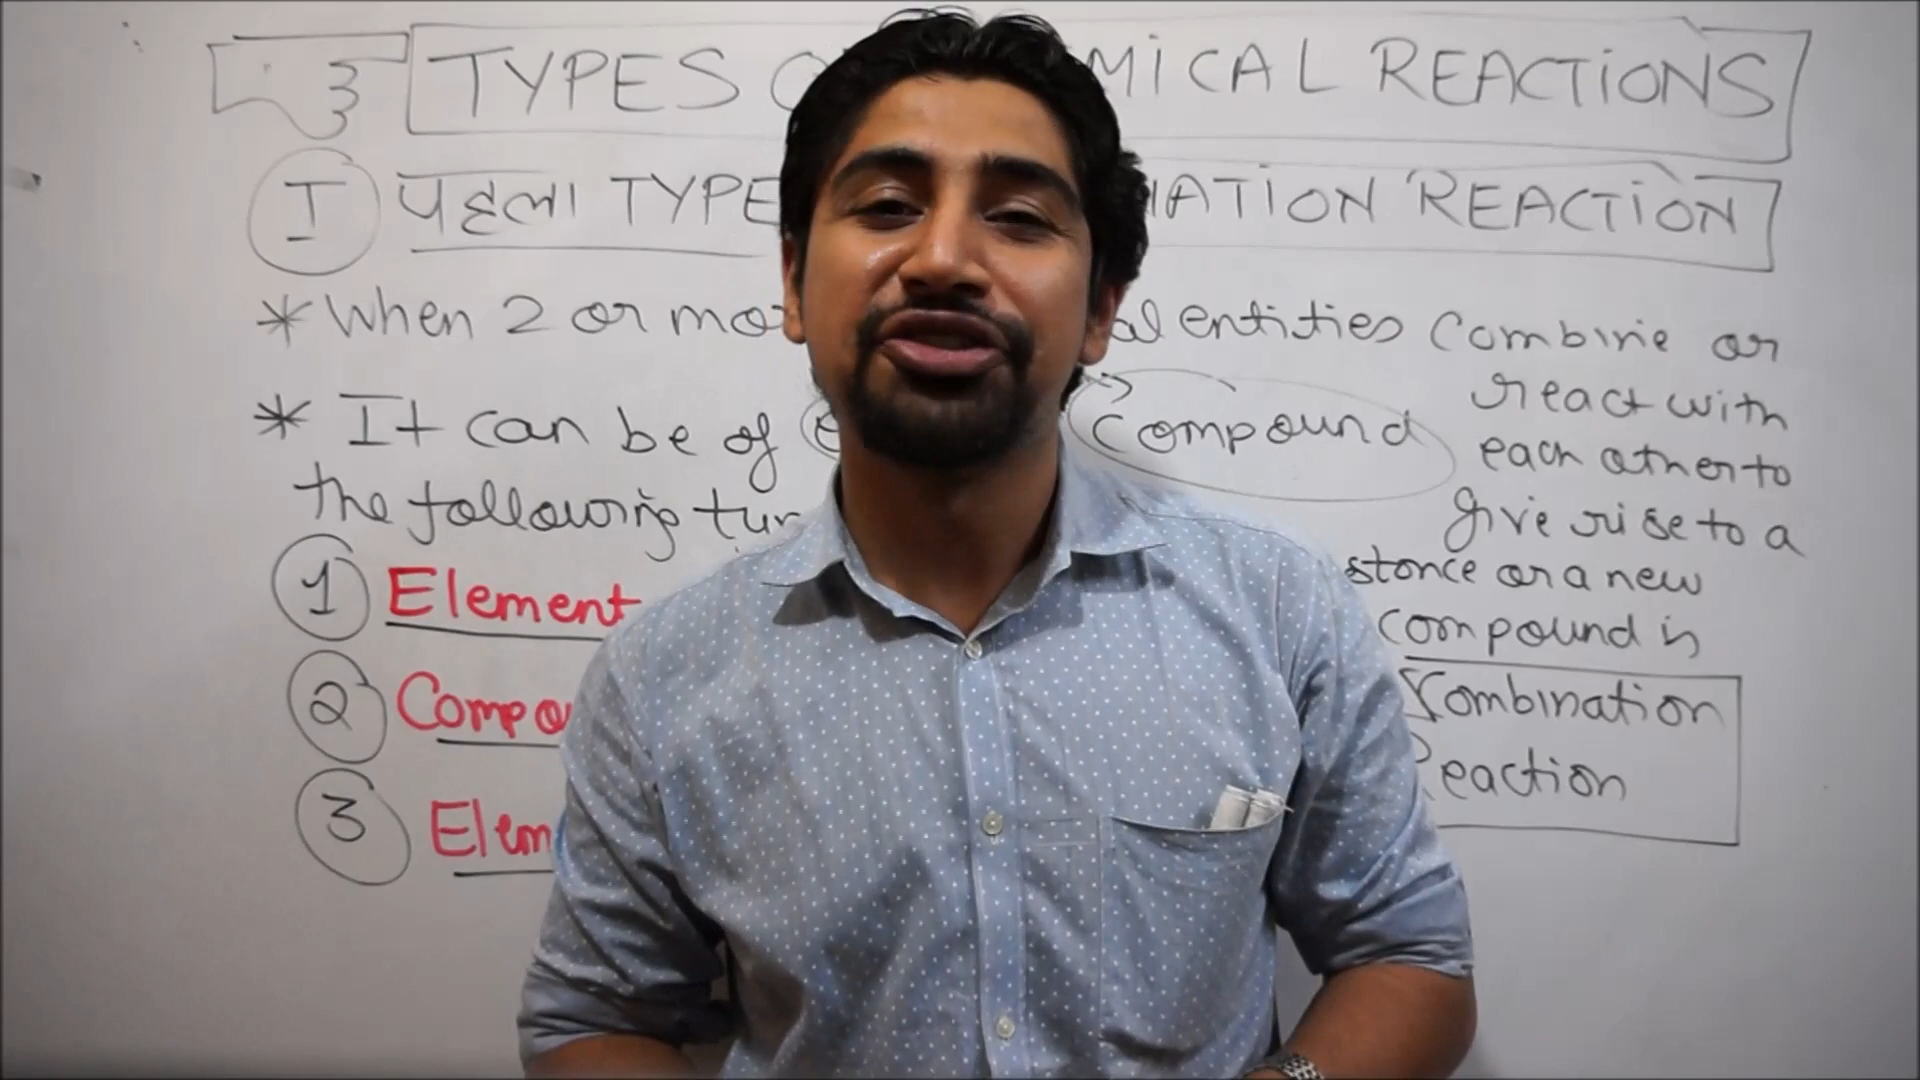 TYPES MICAL REACTIONS
I पहला TYPE NATION REACTION
* When 2 or mo al entities combine or
react with
* It can be of e Compound each other to
the following give rise to a
1 Element stance or a new
compound is
2 Compo Combination
Reaction
3 Elem